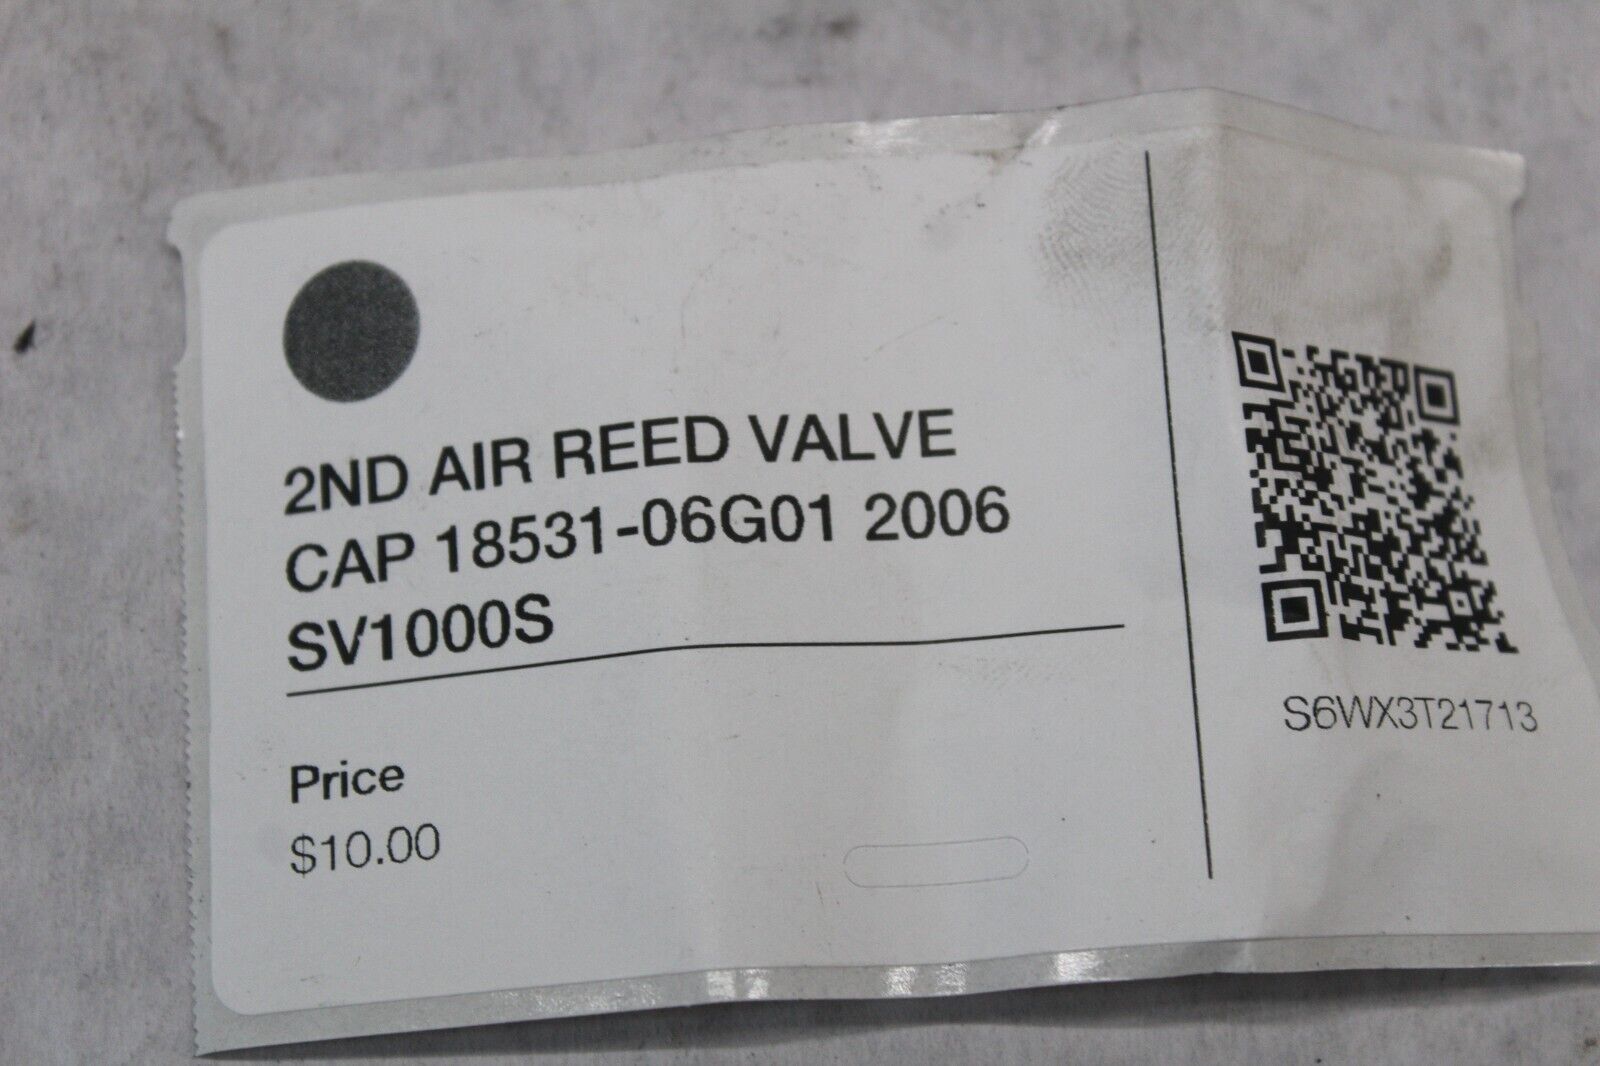 2ND AIR REED VALVE
CAP 18531-06G01 2006
SV1000S
Price
$10.00
S6WX3T21713